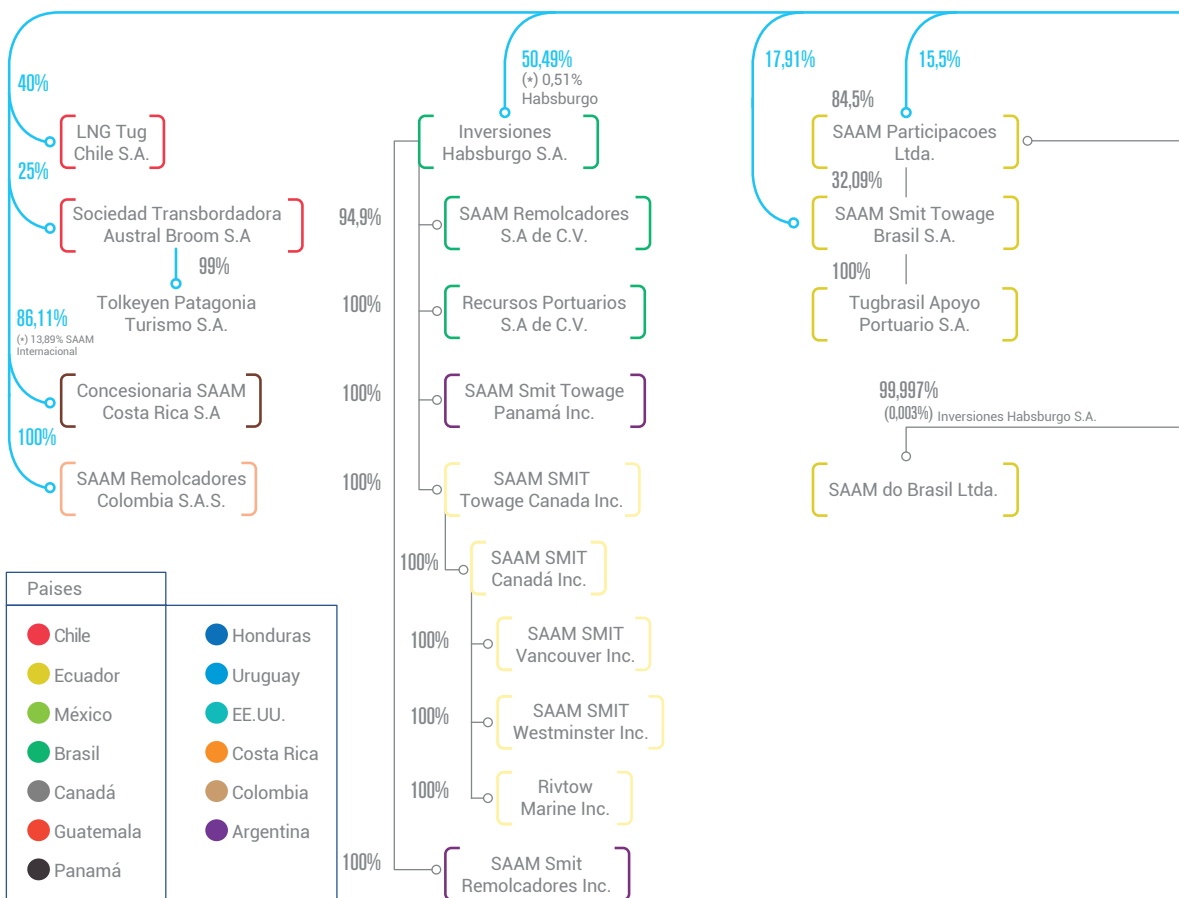 40%
LNG Tug
Chile S.A.
25%
Sociedad Transbordadora
Austral Broom S.A
99%
Tolkeyen Patagonia
Turismo S.A.
86,11%
(*) 13,89% SAAM
Internacional
Concesionaria SAAM
Costa Rica S.A
100%
SAAM Remolcadores
Colombia S.A.S.
50,49%
(*) 0,51%
Habsburgo
Inversiones
Habsburgo S.A.
94,9%
SAAM Remolcadores
S.A de C.V.
100%
Recursos Portuarios
S.A de C.V.
100%
SAAM Smit Towage
Panamá Inc.
100%
SAAM SMIT
Towage Canada Inc.
100%
SAAM SMIT
Canadá Inc.
100%
SAAM SMIT
Vancouver Inc.
100%
SAAM SMIT
Westminster Inc.
100%
Rivtow
Marine Inc.
100%
SAAM Smit
Remolcadores Inc.
17,91%
15,5%
84,5%
SAAM Participacoes
Ltda.
32,09%
SAAM Smit Towage
Brasil S.A.
100%
Tugbrasil Apoyo
Portuario S.A.
99,997%
(0,003%) Inversiones Habsburgo S.A.
SAAM do Brasil Ltda.
Paises
Chile
Ecuador
México
Brasil
Canadá
Guatemala
Panamá
Honduras
Uruguay
EE.UU.
Costa Rica
Colombia
Argentina